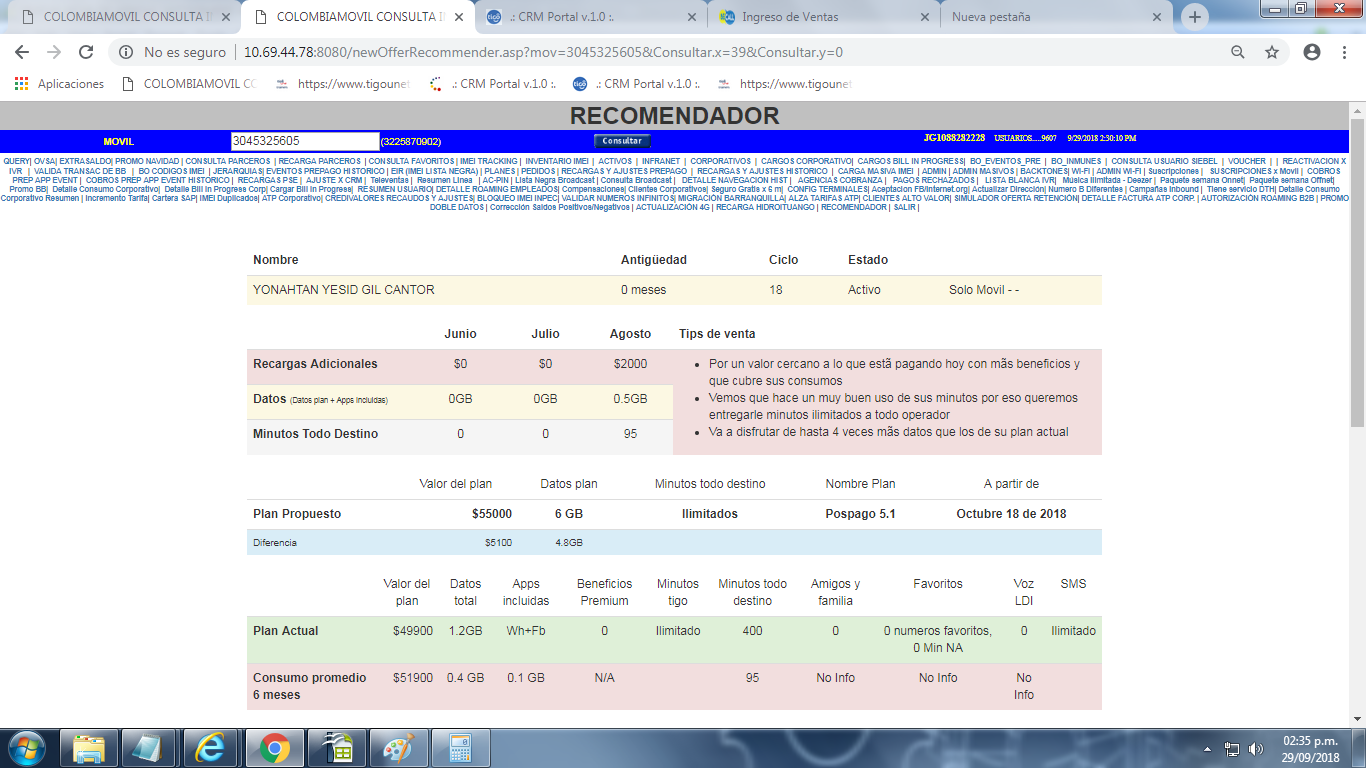 COLOMBIAMOVIL CONSULTA I
COLOMBIAMOVIL CONSULTA I
.: CRM Portal v.1.0 :.
Ingreso de Ventas
Nueva pestaña
No es seguro | 10.69.44.78:8080/newOfferRecommender.asp?mov=3045325605&Consultar.x=39&Consultar.y=0
Aplicaciones COLOMBIAMOVIL CO https://www.tigounet .: CRM Portal v.1.0 :. .: CRM Portal v.1.0 :. https://www.tigounet
RECOMENDADOR
MOVIL 3045325605 (3225870902) Consultar JG1088282228 USUARIOS.....9607 9/29/2018 2:30:10 PM
QUERY| OVSA| EXTRASALDO| PROMO NAVIDAD | CONSULTA PARCEROS | RECARGA PARCEROS | CONSULTA FAVORITOS | IMEI TRACKING | INVENTARIO IMEI | ACTIVOS | INFRANET | CORPORATIVOS | CARGOS CORPORATIVO| CARGOS BILL IN PROGRESS| BO_EVENTOS_PRE | BO_INMUNES | CONSULTA USUARIO SIEBEL | VOUCHER | | REACTIVACION X
IVR | VALIDA TRANSAC DE BB | BO CODIGOS IMEI | JERARQUIAS| EVENTOS PREPAGO HISTORICO | EIR (IMEI LISTA NEGRA) | PLANES | PEDIDOS | RECARGAS Y AJUSTES PREPAGO | RECARGAS Y AJUSTES HISTORICO | CARGA MASIVA IMEI | ADMIN | ADMIN MASIVOS | BACKTONES| WI-FI | ADMIN WI-FI | Suscripciones | SUSCRIPCIONES x Movil | COBROS
PREP APP EVENT | COBROS PREP APP EVENT HISTORICO | RECARGAS PSE | AJUSTE X CRM | Televentas | Resumen Linea | AC-PIN | Lista Negra Broadcast | Consulta Broadcast | DETALLE NAVEGACION HIST | AGENCIAS COBRANZA | PAGOS RECHAZADOS | LISTA BLANCA IVR| Música Ilimitada - Deezer | Paquete semana Onnet| Paquete semana Offnet|
Promo BB| Detalle Consumo Corporativo| Detalle Bill In Progress Corp| Cargar Bill In Progress| RESUMEN USUARIO| DETALLE ROAMING EMPLEADOS| Compensaciones| Clientes Corporativos| Seguro Gratis x 6 m| CONFIG TERMINALES| Aceptacion FB/Internet.org| Actualizar Dirección| Numero B Diferentes | Campañas Inbound | Tiene servicio DTH| Detalle Consumo
Corporativo Resumen | Incremento Tarifa| Cartera SAP| IMEI Duplicados| ATP Corporativo| CREDIVALORES RECAUDOS Y AJUSTES| BLOQUEO IMEI INPEC| VALIDAR NUMEROS INFINITOS| MIGRACIÓN BARRANQUILLA| ALZA TARIFAS ATP| CLIENTES ALTO VALOR| SIMULADOR OFERTA RETENCIÓN| DETALLE FACTURA ATP CORP. | AUTORIZACIÓN ROAMING B2B | PROMO
DOBLE DATOS | Corrección Saldos Positivos/Negativos | ACTUALIZACIÓN 4G | RECARGA HIDROITUANGO | RECOMENDADOR | SALIR |
Nombre Antigüedad Ciclo Estado
YONAHTAN YESID GIL CANTOR 0 meses 18 Activo Solo Movil - -
Junio Julio Agosto Tips de venta
Recargas Adicionales $0 $0 $2000
Datos (Datos plan + Apps incluidas) 0GB 0GB 0.5GB
Minutos Todo Destino 0 0 95
• Por un valor cercano a lo que estã pagando hoy con mãs beneficios y
que cubre sus consumos
• Vemos que hace un muy buen uso de sus minutos por eso queremos
entregarle minutos ilimitados a todo operador
• Va a disfrutar de hasta 4 veces mãs datos que los de su plan actual
Valor del plan Datos plan Minutos todo destino Nombre Plan A partir de
Plan Propuesto $55000 6 GB Ilimitados Pospago 5.1 Octubre 18 de 2018
Diferencia $5100 4.8GB
Valor del plan Datos total Apps incluidas Beneficios Premium Minutos tigo Minutos todo destino Amigos y familia Favoritos Voz LDI SMS
Plan Actual $49900 1.2GB Wh+Fb 0 Ilimitado 400 0 0 numeros favoritos, 0 Min NA 0 Ilimitado
Consumo promedio 6 meses $51900 0.4 GB 0.1 GB N/A 95 No Info No Info No Info
02:35 p.m.
29/09/2018